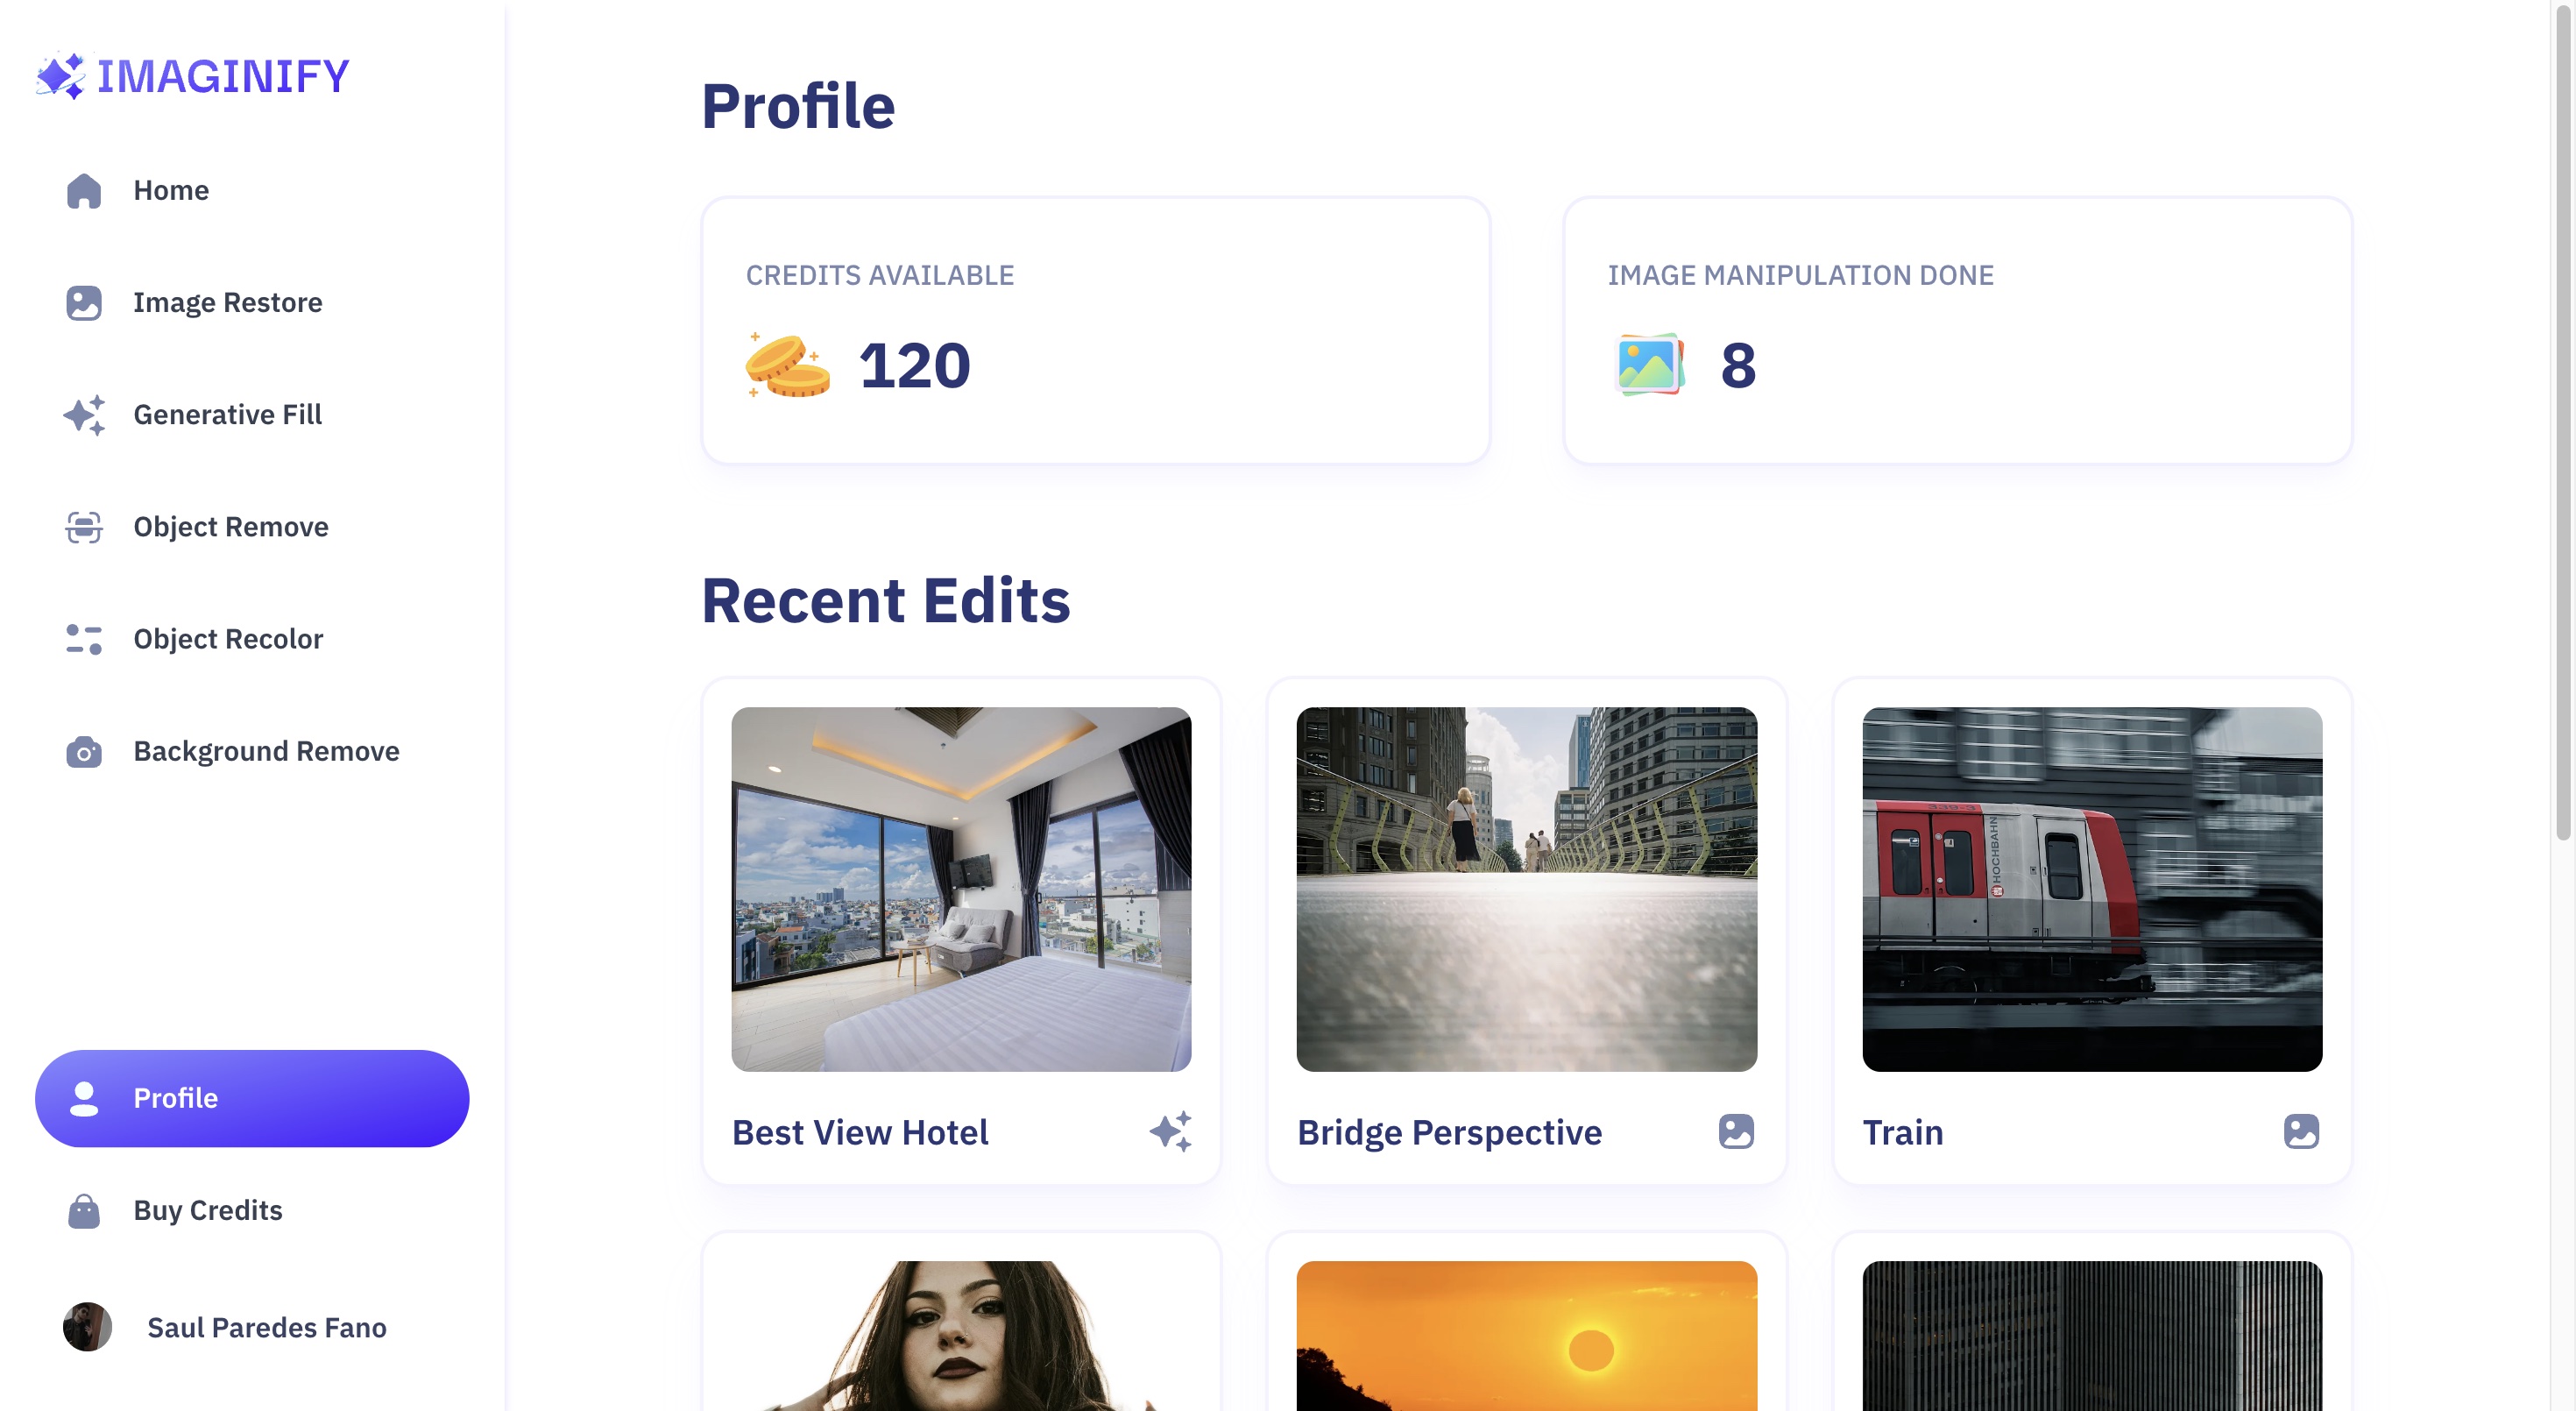 IMAGINIFY
Home
Image Restore
Generative Fill
Object Remove
Object Recolor
Background Remove
Profile
Buy Credits
Saul Paredes Fano
Profile
CREDITS AVAILABLE
120
IMAGE MANIPULATION DONE
8
Recent Edits
HOCHBAHN
Best View Hotel
Bridge Perspective
Train